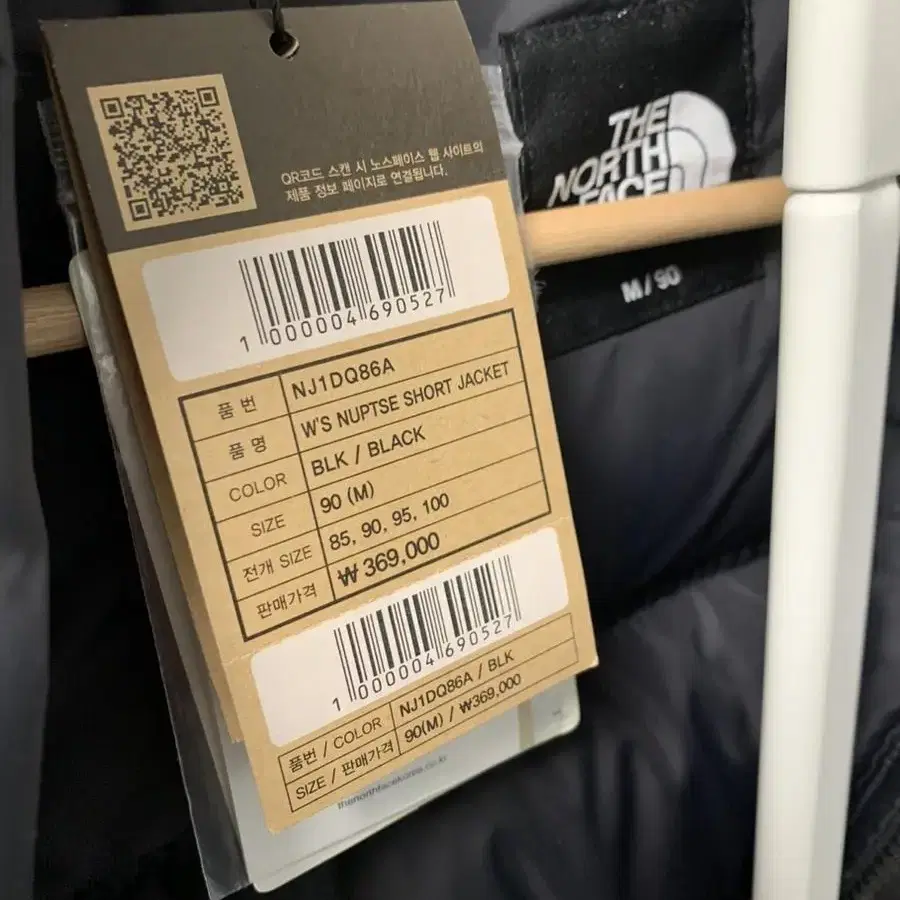 QR코드 스캔 시 노스페이스 웹 사이트의
제품 정보 페이지로 연결됩니다.
THE
NORTH
FACE
M / 90
1 000004 690527
품 번 NJ1DQ86A
품 명 W'S NUPTSE SHORT JACKET
COLOR BLK / BLACK
SIZE 90 (M)
전개 SIZE 85, 90, 95, 100
판매가격 ₩ 369,000
1 000004 690527
품번 / COLOR NJ1DQ86A / BLK
SIZE / 판매가격 90(M) / ₩369,000
thenorthfacekorea.co.kr